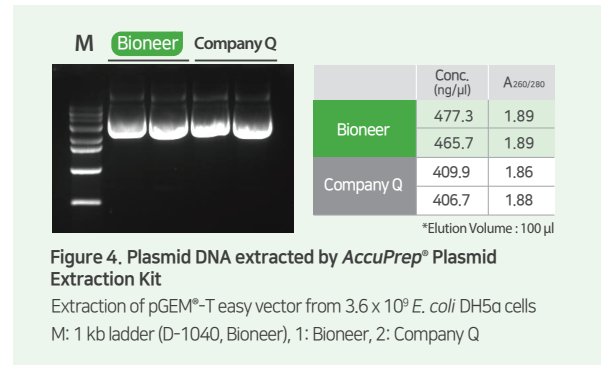 M Bioneer Company Q
Conc. (ng/µl) A260/280
Bioneer 477.3 1.89
465.7 1.89
Company Q 409.9 1.86
406.7 1.88
*Elution Volume : 100 µl
Figure 4. Plasmid DNA extracted by AccuPrep® Plasmid
Extraction Kit
Extraction of pGEM®-T easy vector from 3.6 x 10⁹ E. coli DH5α cells
M: 1 kb ladder (D-1040, Bioneer), 1: Bioneer, 2: Company Q